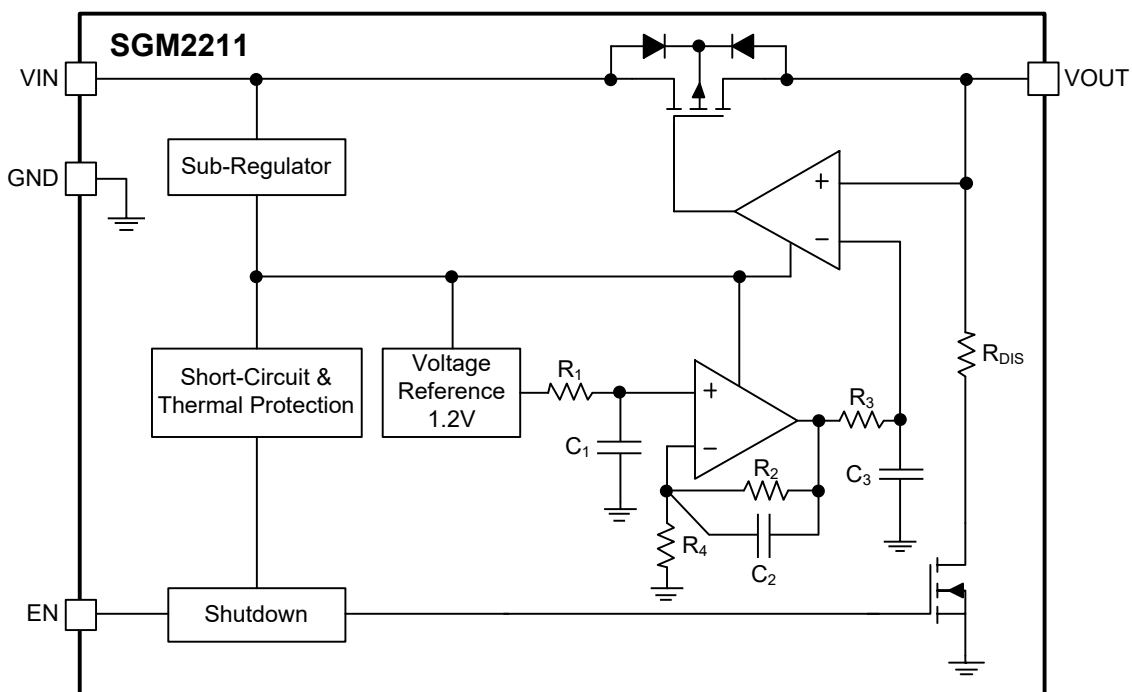 SGM2211
VIN
VOUT
GND
Sub-Regulator
+
−
Short-Circuit &
Thermal Protection
Voltage
Reference
1.2V
R1
C1
+
−
R2
C2
R4
R3
C3
RDIS
EN
Shutdown